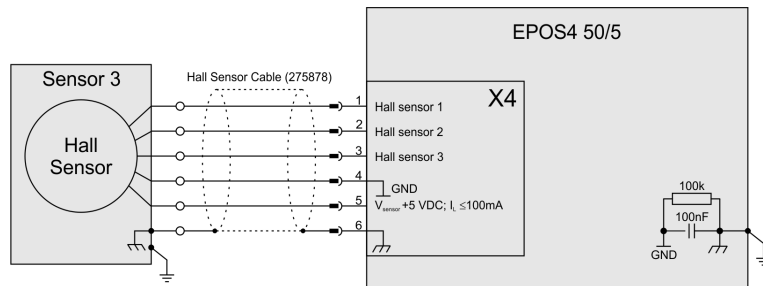 EPOS4 50/5
Sensor 3
Hall Sensor Cable (275878)
X4
Hall
Sensor
1
Hall sensor 1
2
Hall sensor 2
3
Hall sensor 3
4
GND
5
Vsensor +5 VDC; IL ≤100mA
6
100k
100nF
GND